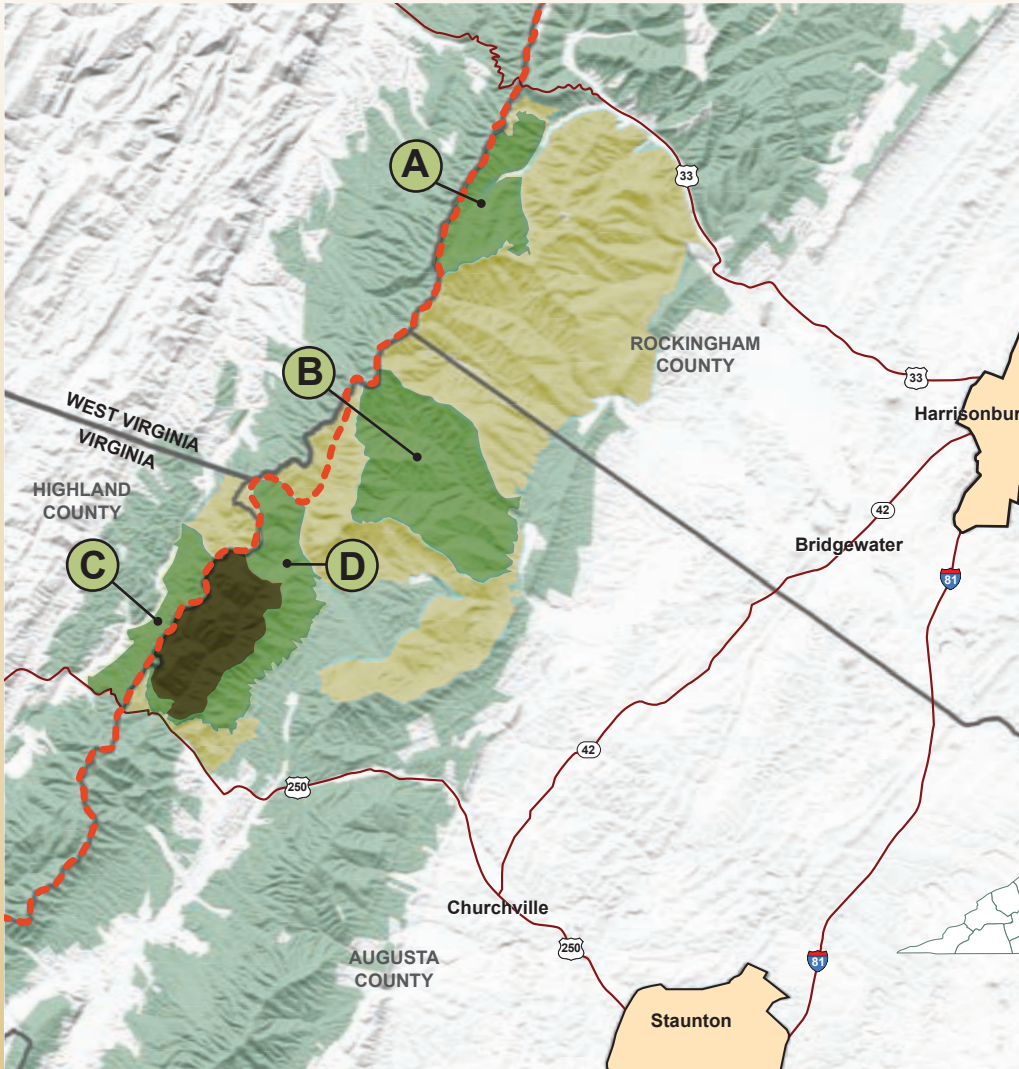 A
33
B
ROCKINGHAM
COUNTY
33
Harrisonbur
WEST VIRGINIA
VIRGINIA
HIGHLAND
COUNTY
42
Bridgewater
C
D
81
42
250
Churchville
250
AUGUSTA
COUNTY
81
Staunton